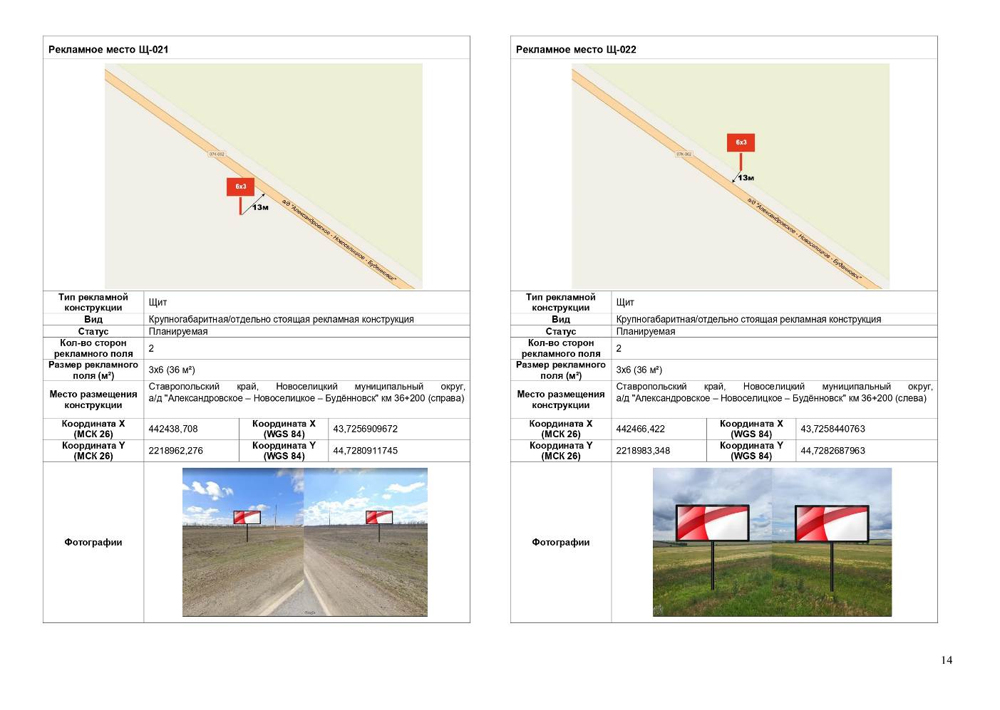 Рекламное место Щ-021
07К-002
6х3
13м
а/д "Александровское - Новоселицкое - Буденновск"
Тип рекламной
конструкции
Щит
Вид
Крупногабаритная/отдельно стоящая рекламная конструкция
Статус
Планируемая
Кол-во сторон
рекламного поля
2
Размер рекламного
поля (м²)
3х6 (36 м²)
Место размещения
конструкции
Ставропольский край, Новоселицкий муниципальный округ,
а/д "Александровское – Новоселицкое – Будённовск" км 36+200 (справа)
Координата X
(МСК 26)
442438,708
Координата X
(WGS 84)
43,7256909672
Координата Y
(МСК 26)
2218962,276
Координата Y
(WGS 84)
44,7280911745
Фотографии
Google
Рекламное место Щ-022
07К-002
6х3
13м
а/д "Александровское - Новоселицкое - Буденновск"
Тип рекламной
конструкции
Щит
Вид
Крупногабаритная/отдельно стоящая рекламная конструкция
Статус
Планируемая
Кол-во сторон
рекламного поля
2
Размер рекламного
поля (м²)
3х6 (36 м²)
Место размещения
конструкции
Ставропольский край, Новоселицкий муниципальный округ,
а/д "Александровское – Новоселицкое – Будённовск" км 36+200 (слева)
Координата X
(МСК 26)
442466,422
Координата X
(WGS 84)
43,7258440763
Координата Y
(МСК 26)
2218983,348
Координата Y
(WGS 84)
44,7282687963
Фотографии
14